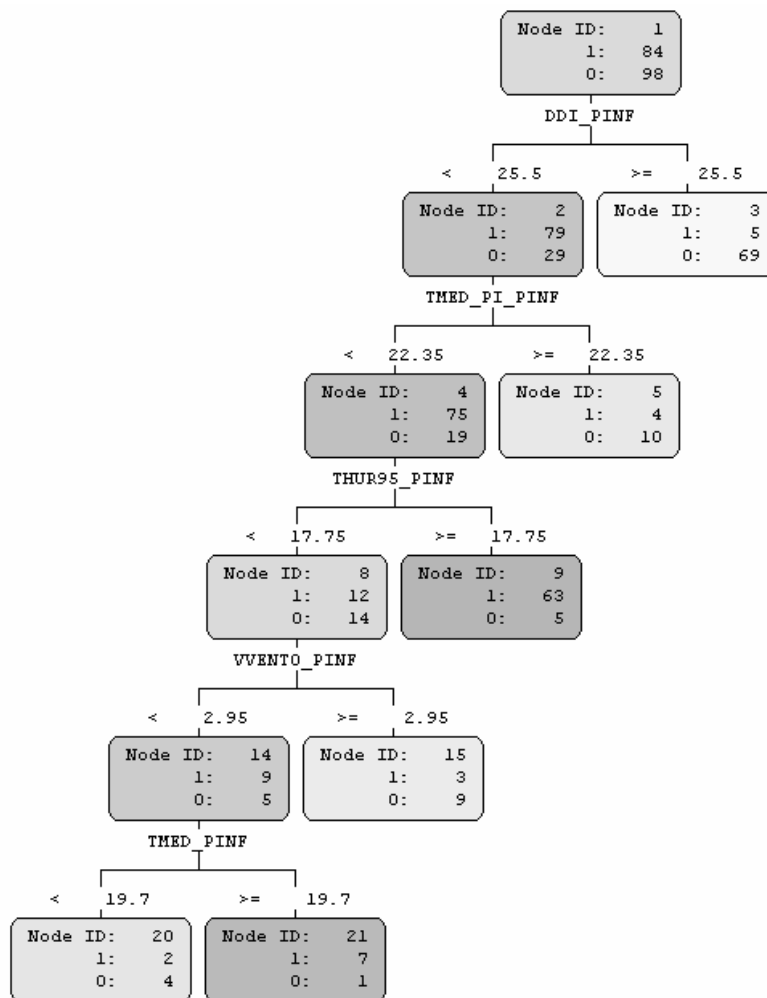 Node ID: 1
1: 84
0: 98
DDI_PINF
< 25.5 >= 25.5
Node ID: 2
1: 79
0: 29
Node ID: 3
1: 5
0: 69
TMED_PI_PINF
< 22.35 >= 22.35
Node ID: 4
1: 75
0: 19
Node ID: 5
1: 4
0: 10
THUR95_PINF
< 17.75 >= 17.75
Node ID: 8
1: 12
0: 14
Node ID: 9
1: 63
0: 5
VVENTO_PINF
< 2.95 >= 2.95
Node ID: 14
1: 9
0: 5
Node ID: 15
1: 3
0: 9
TMED_PINF
< 19.7 >= 19.7
Node ID: 20
1: 2
0: 4
Node ID: 21
1: 7
0: 1